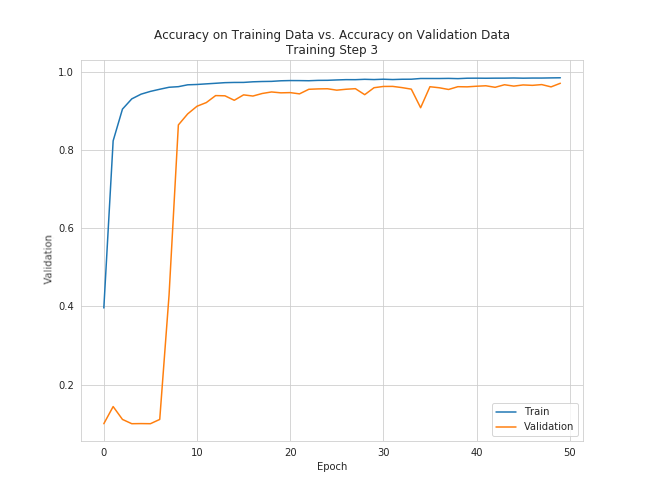 Accuracy on Training Data vs. Accuracy on Validation Data
Training Step 3
1.0
0.8
0.6
0.4
0.2
Validation
0
10
20
30
40
50
Epoch
Train
Validation